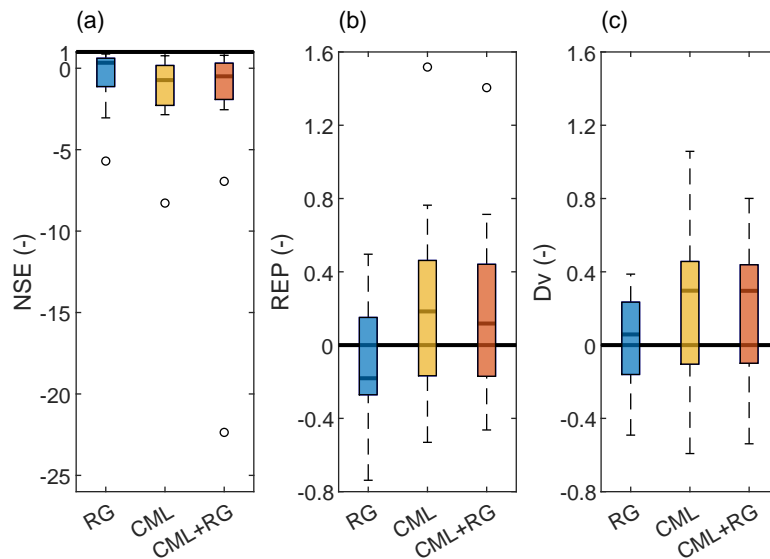 (a)
1
0
-5
-10
-15
-20
-25
NSE (-)
RG
CML
CML+RG
(b)
1.6
1.2
0.8
0.4
0
-0.4
-0.8
REP (-)
RG
CML
CML+RG
(c)
1.6
1.2
0.8
0.4
0
-0.4
-0.8
Dv (-)
RG
CML
CML+RG